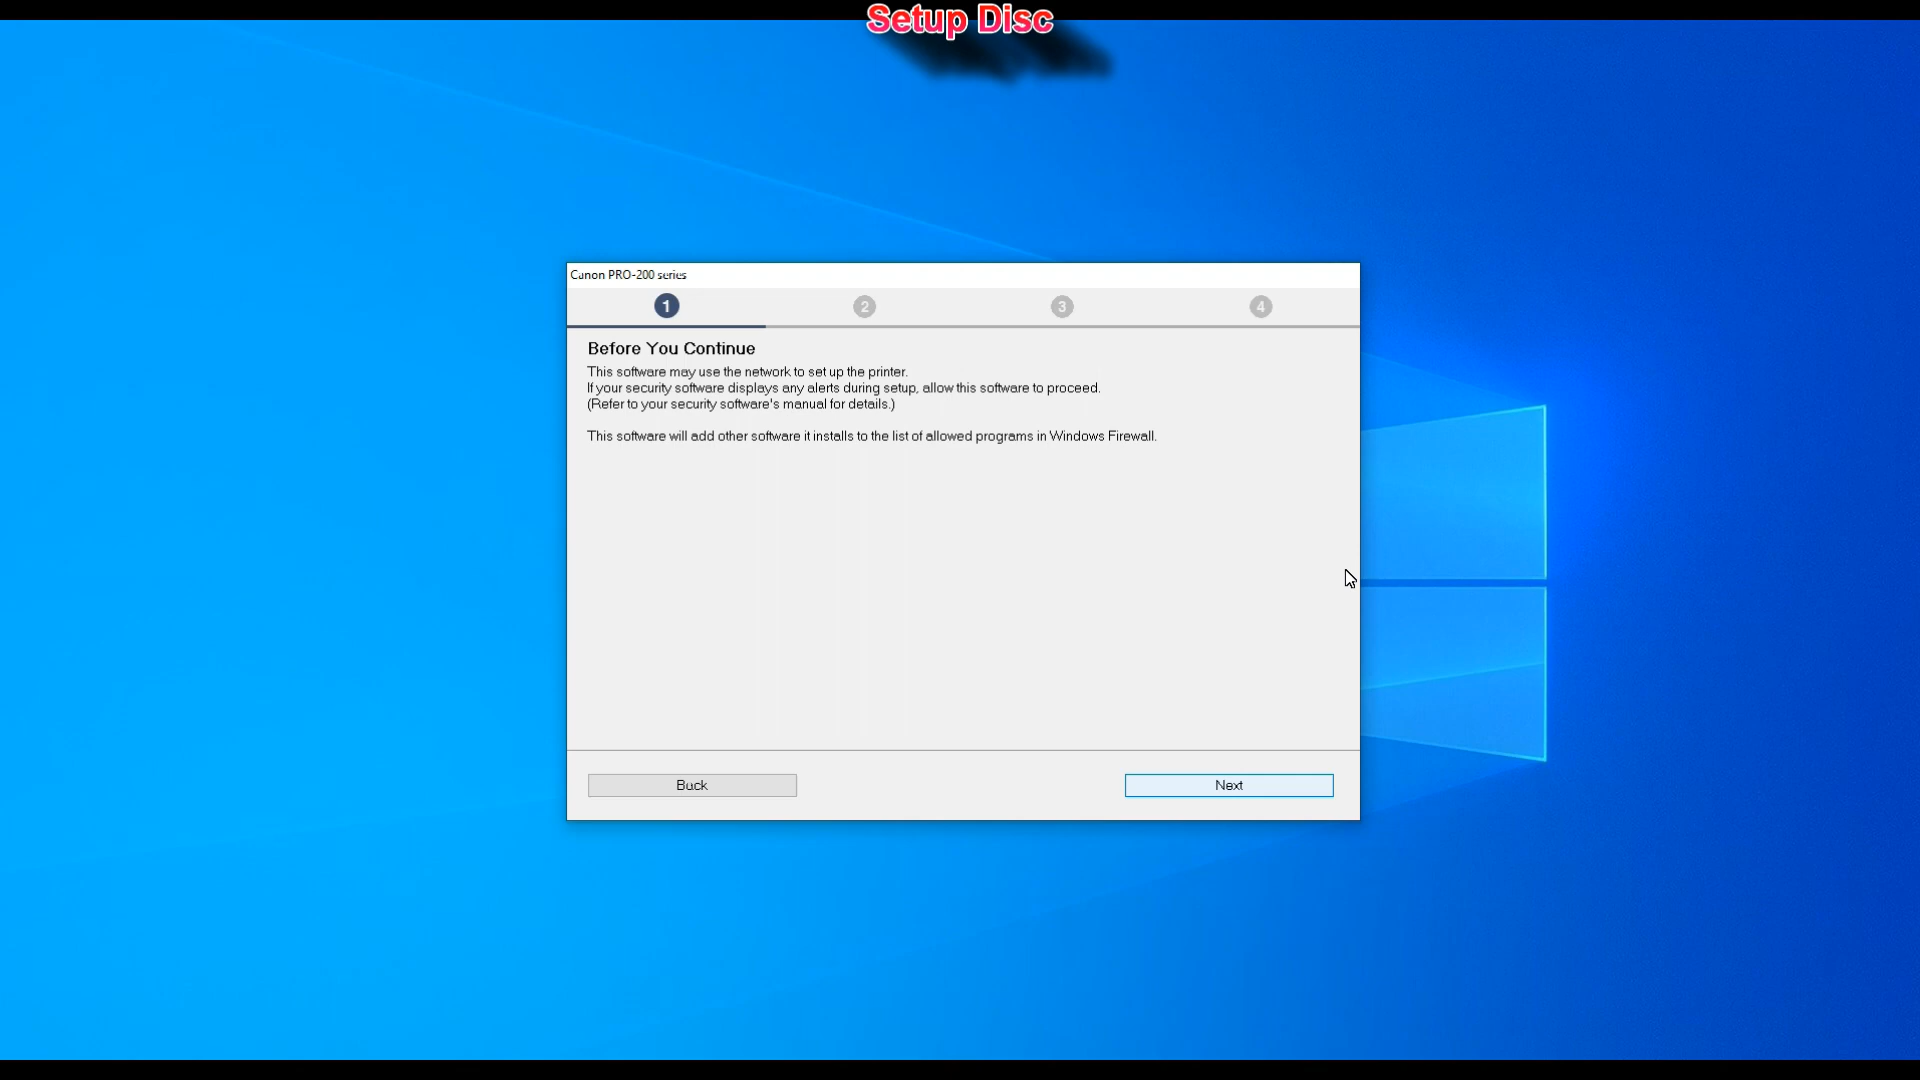 Setup Disc
Canon PRO-200 series
1
2
3
4
Before You Continue
This software may use the network to set up the printer.
If your security software displays any alerts during setup, allow this software to proceed.
(Refer to your security software's manual for details.)
This software will add other software it installs to the list of allowed programs in Windows Firewall.
Back
Next